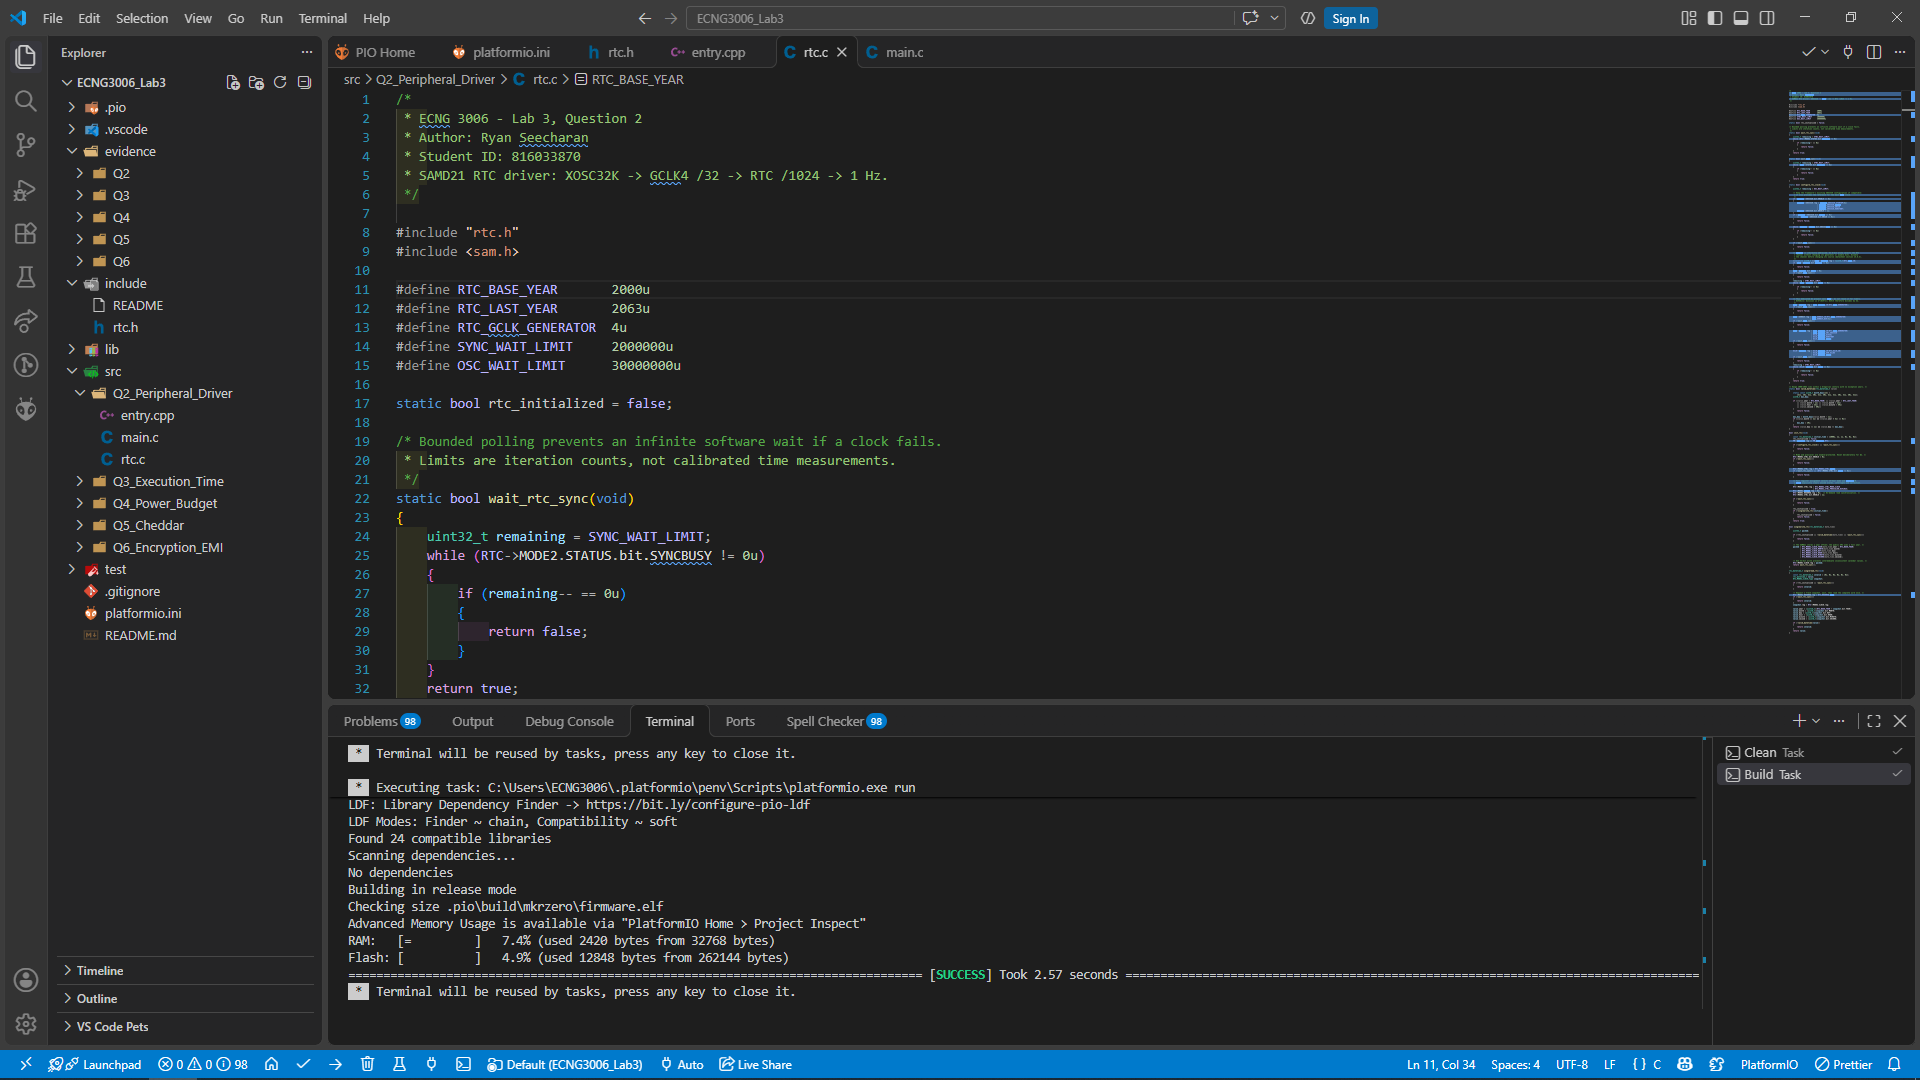 File Edit Selection View Go Run Terminal Help
ECNG3006_Lab3
Sign In
Explorer
PIO Home
platformio.ini
rtc.h
entry.cpp
rtc.c
main.c
ECNG3006_Lab3
.pio
.vscode
evidence
Q2
Q3
Q4
Q5
Q6
include
README
rtc.h
lib
src
Q2_Peripheral_Driver
entry.cpp
main.c
rtc.c
Q3_Execution_Time
Q4_Power_Budget
Q5_Cheddar
Q6_Encryption_EMI
test
.gitignore
platformio.ini
README.md
Timeline
Outline
VS Code Pets
src > Q2_Peripheral_Driver > C rtc.c > RTC_BASE_YEAR
1 /*
2 * ECNG 3006 - Lab 3, Question 2
3 * Author: Ryan Seecharan
4 * Student ID: 816033870
5 * SAMD21 RTC driver: XOSC32K -> GCLK4 /32 -> RTC /1024 -> 1 Hz.
6 */
7
8 #include "rtc.h"
9 #include <sam.h>
10
11 #define RTC_BASE_YEAR 2000u
12 #define RTC_LAST_YEAR 2063u
13 #define RTC_GCLK_GENERATOR 4u
14 #define SYNC_WAIT_LIMIT 2000000u
15 #define OSC_WAIT_LIMIT 30000000u
16
17 static bool rtc_initialized = false;
18
19 /* Bounded polling prevents an infinite software wait if a clock fails.
20 * Limits are iteration counts, not calibrated time measurements.
21 */
22 static bool wait_rtc_sync(void)
23 {
24 uint32_t remaining = SYNC_WAIT_LIMIT;
25 while (RTC->MODE2.STATUS.bit.SYNCBUSY != 0u)
26 {
27 if (remaining-- == 0u)
28 {
29 return false;
30 }
31 }
32 return true;
Problems 98 Output Debug Console Terminal Ports Spell Checker 98
* Terminal will be reused by tasks, press any key to close it.
* Executing task: C:\Users\ECNG3006\.platformio\penv\Scripts\platformio.exe run
LDF: Library Dependency Finder -> https://bit.ly/configure-pio-ldf
LDF Modes: Finder ~ chain, Compatibility ~ soft
Found 24 compatible libraries
Scanning dependencies...
No dependencies
Building in release mode
Checking size .pio\build\mkrzero\firmware.elf
Advanced Memory Usage is available via "PlatformIO Home > Project Inspect"
RAM: [= ] 7.4% (used 2420 bytes from 32768 bytes)
Flash: [ ] 4.9% (used 12848 bytes from 262144 bytes)
[SUCCESS] Took 2.57 seconds
* Terminal will be reused by tasks, press any key to close it.
Clean Task
Build Task
Launchpad 0 0 98 Default (ECNG3006_Lab3) Auto Live Share Ln 11, Col 34 Spaces: 4 UTF-8 LF { } C PlatformIO Prettier